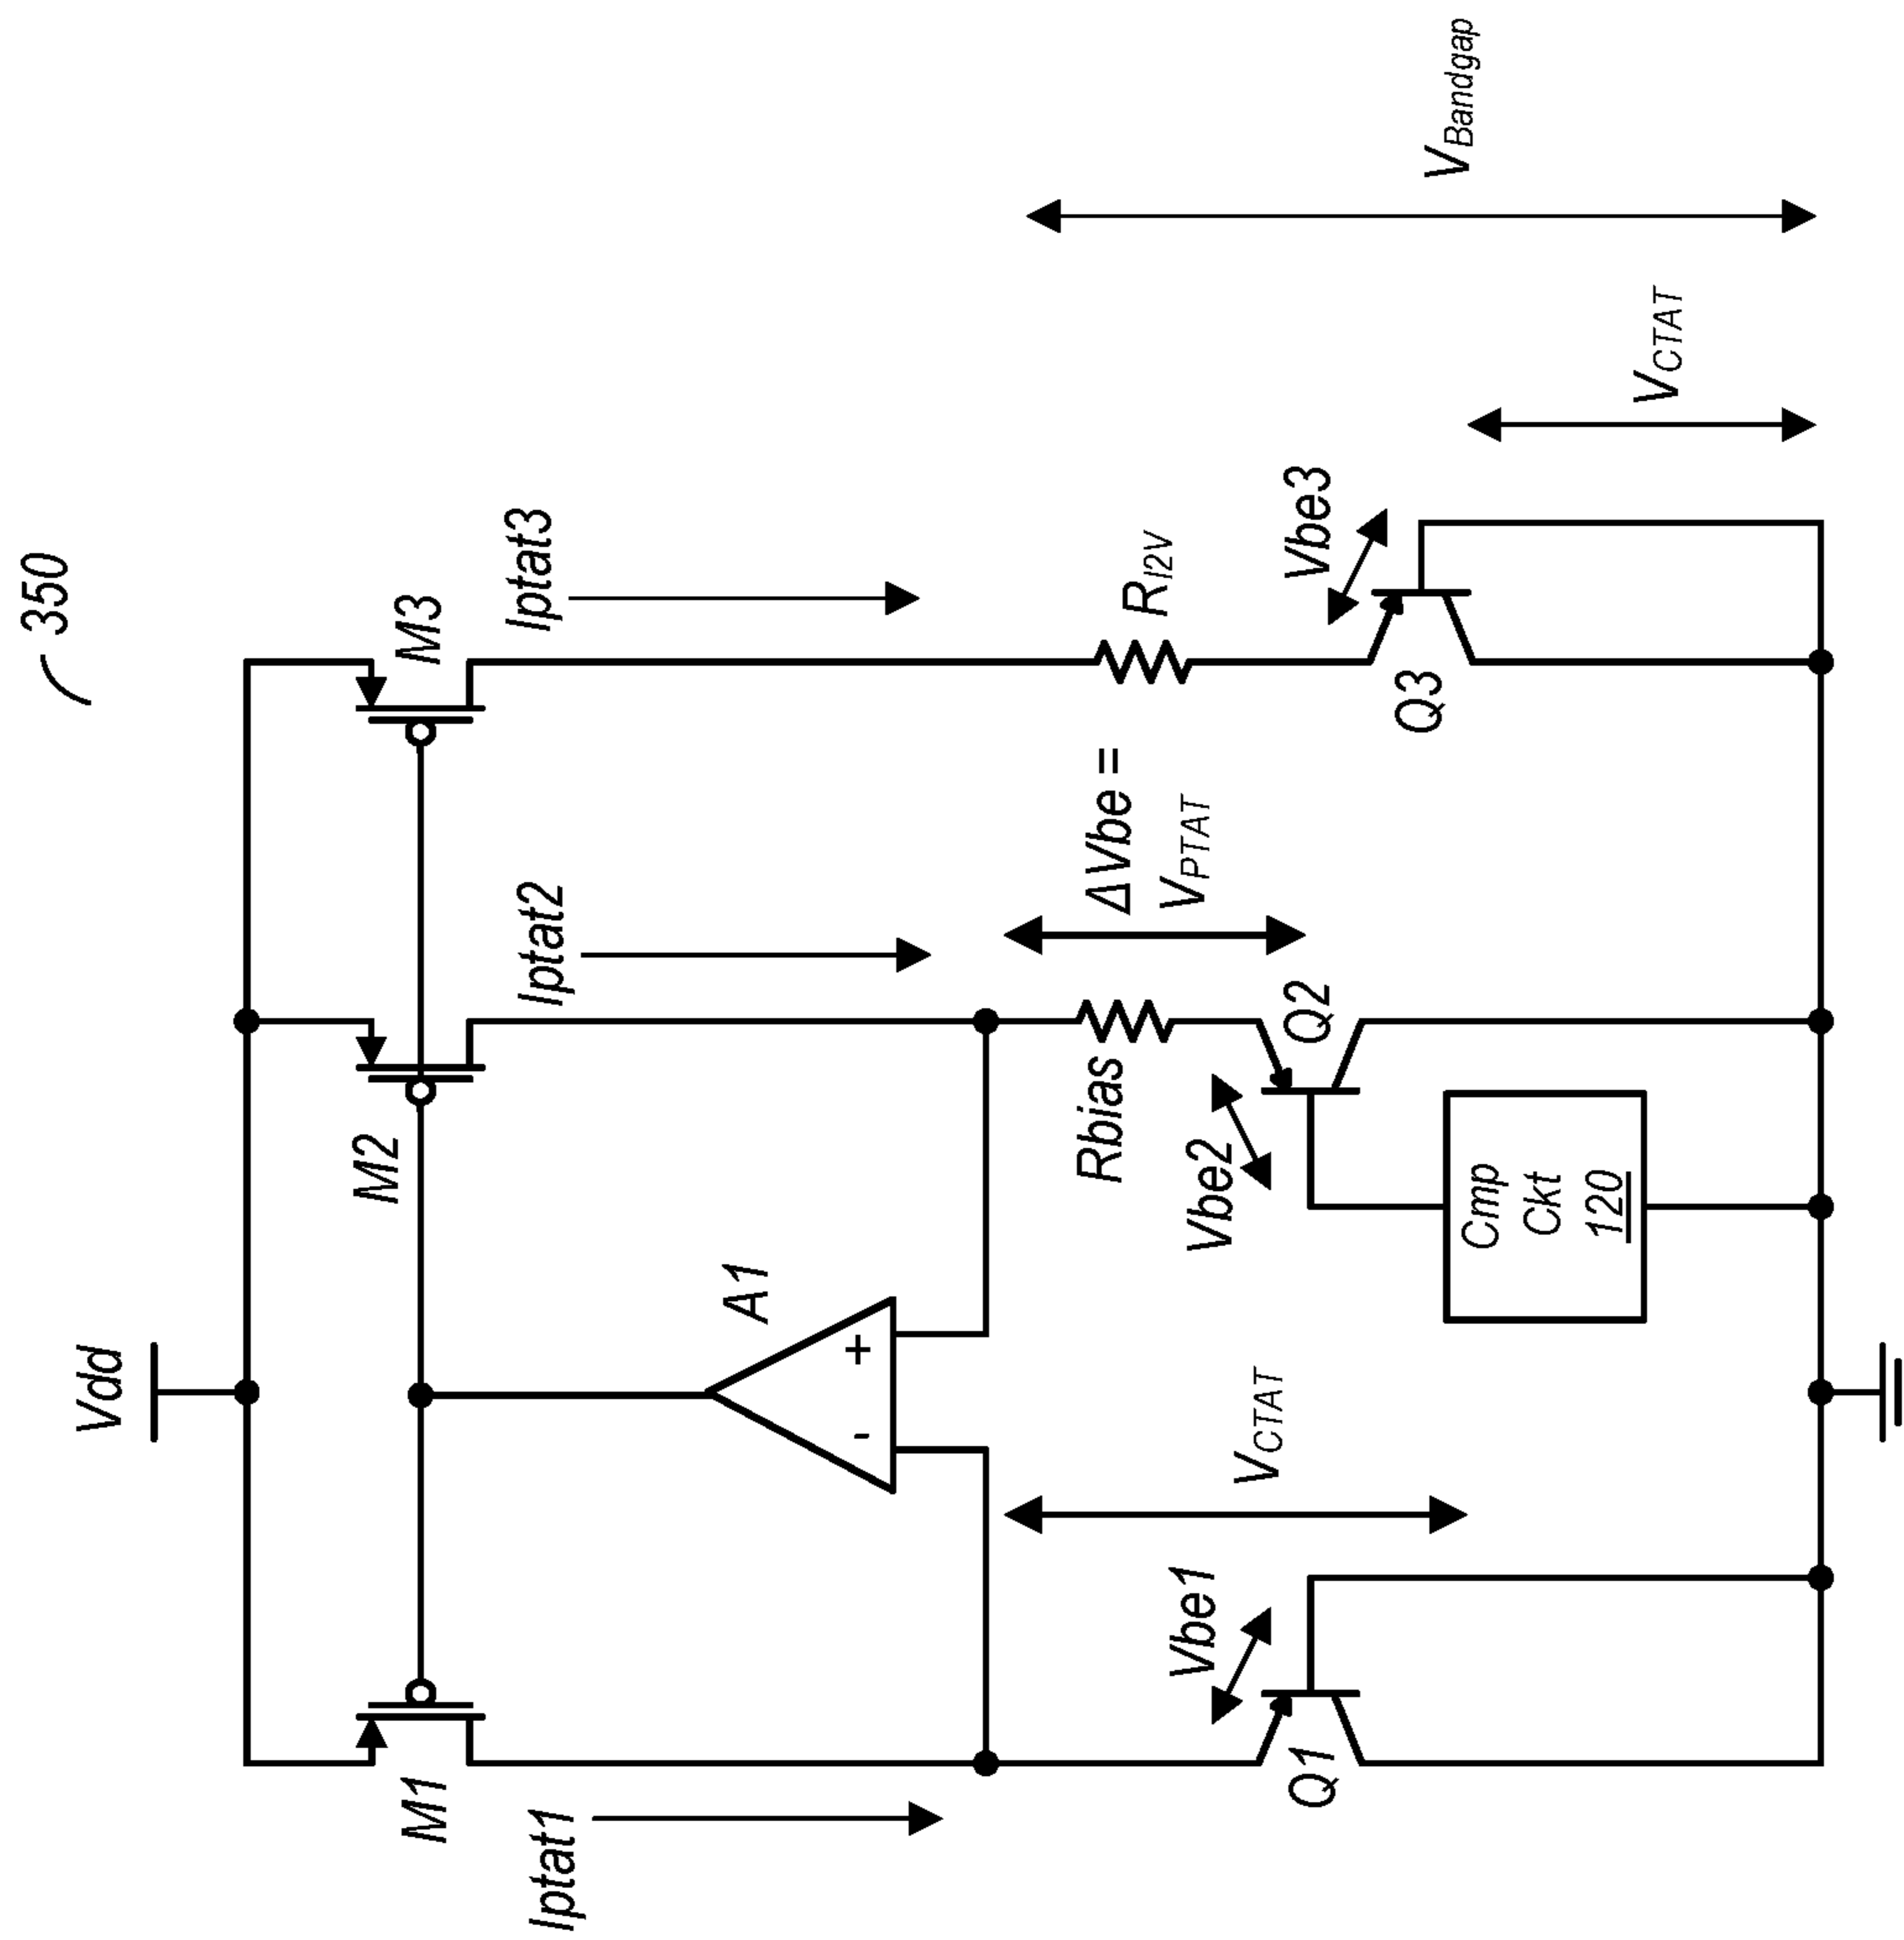 350
Vdd
M1
M2
M3
Iptat1
Iptat2
Iptat3
A1
-
+
Vbe1
Q1
VCTAT
Rbias
Vbe2
Q2
ΔVbe =
VPTAT
Cmp
Ckt
120
RI2V
Vbe3
Q3
VCTAT
VBandgap